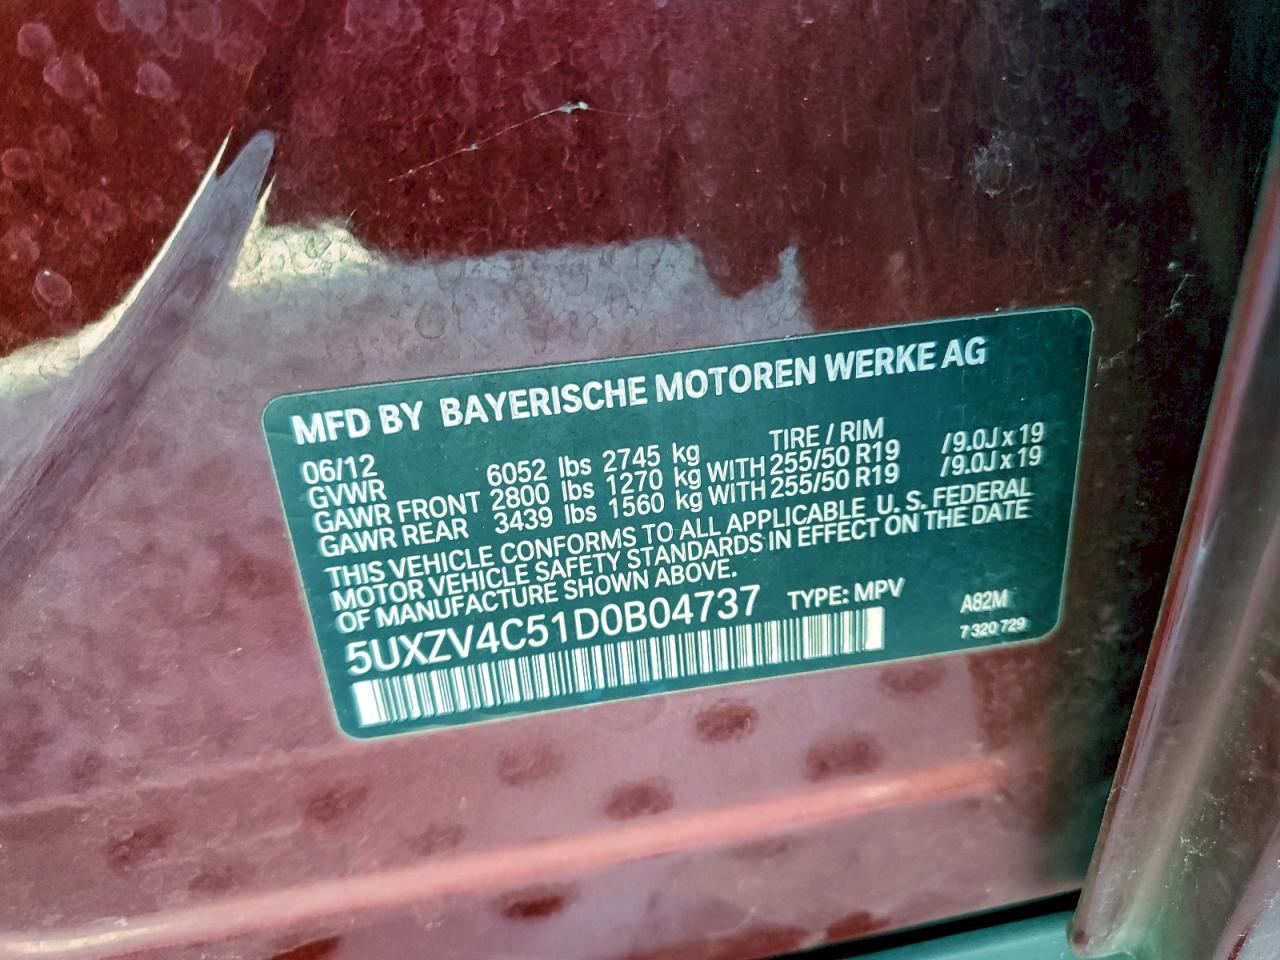 MFD BY BAYERISCHE MOTOREN WERKE AG
06/12 TIRE / RIM
GVWR 6052 lbs 2745 kg
GAWR FRONT 2800 lbs 1270 kg WITH 255/50 R19 /9.0J x 19
GAWR REAR 3439 lbs 1560 kg WITH 255/50 R19 /9.0J x 19
THIS VEHICLE CONFORMS TO ALL APPLICABLE U. S. FEDERAL
MOTOR VEHICLE SAFETY STANDARDS IN EFFECT ON THE DATE
OF MANUFACTURE SHOWN ABOVE.
5UXZV4C51D0B04737 TYPE: MPV A82M
7 320 729